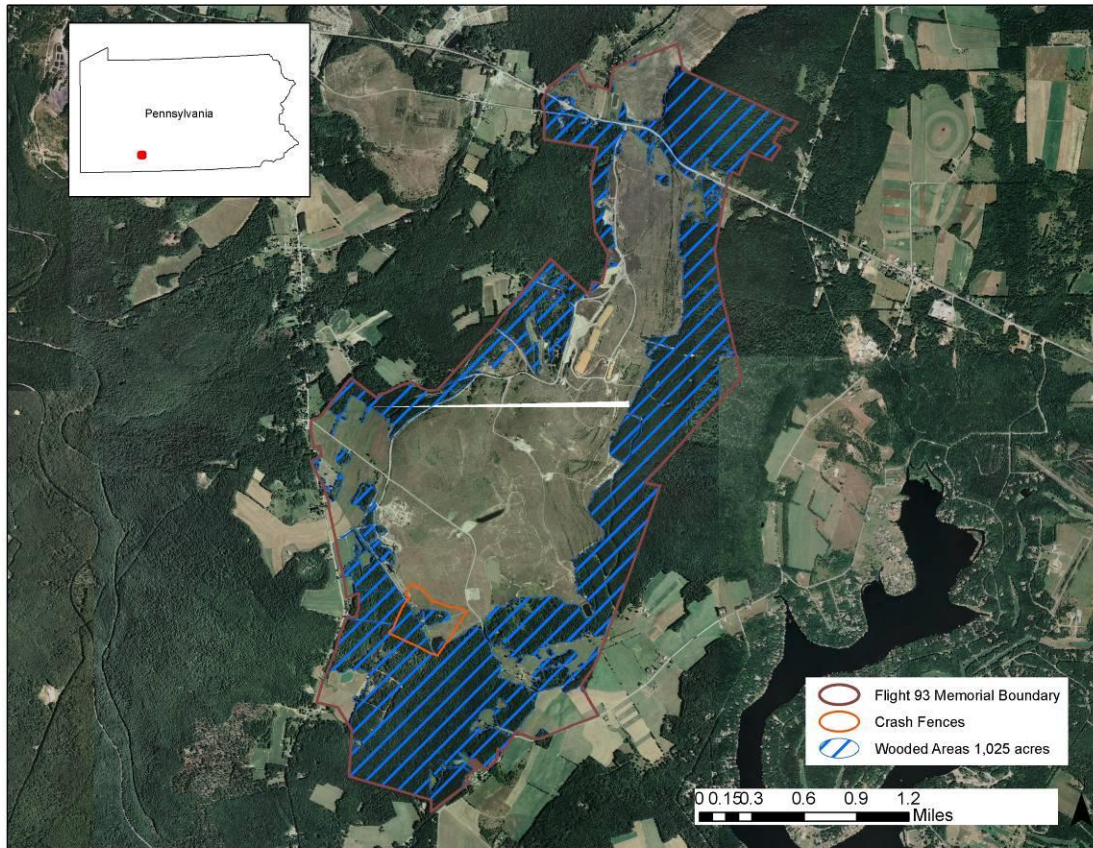 Pennsylvania
Flight 93 Memorial Boundary
Crash Fences
Wooded Areas 1,025 acres
0 0.15 0.3 0.6 0.9 1.2
Miles